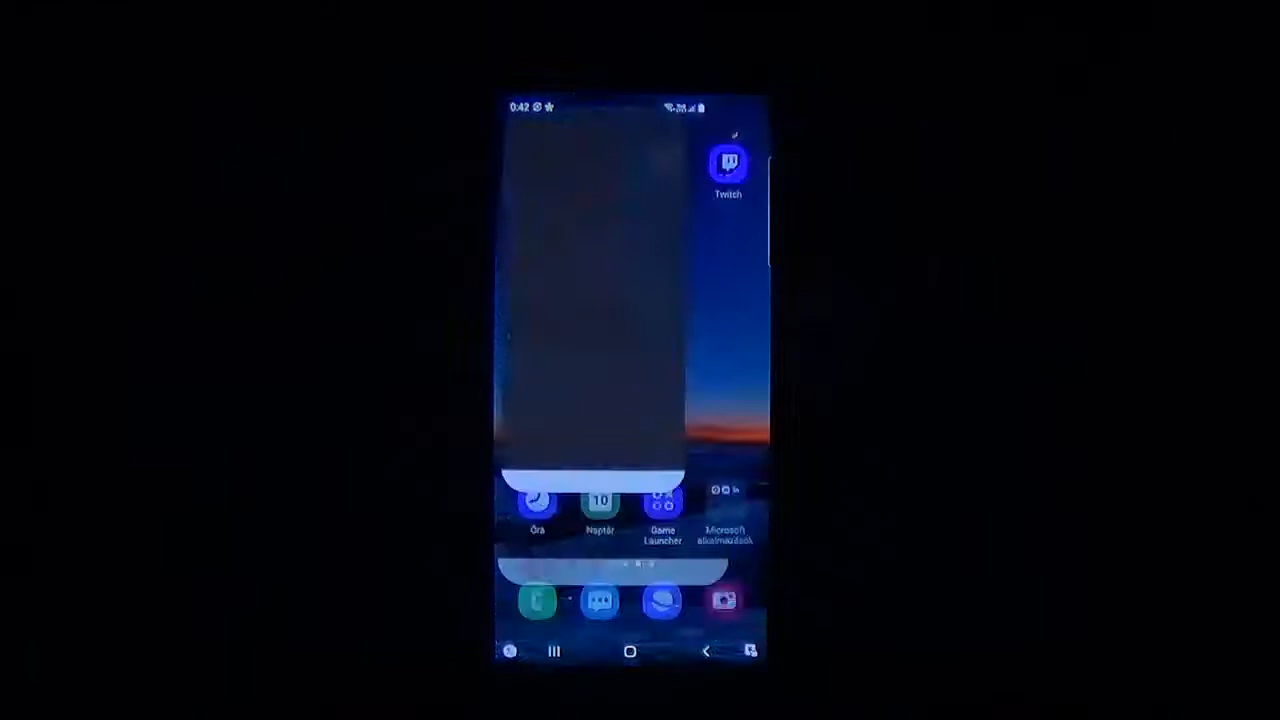 0:42
Twitch
10
Óra
Naptár
Game
Launcher
Microsoft
alkalmazások